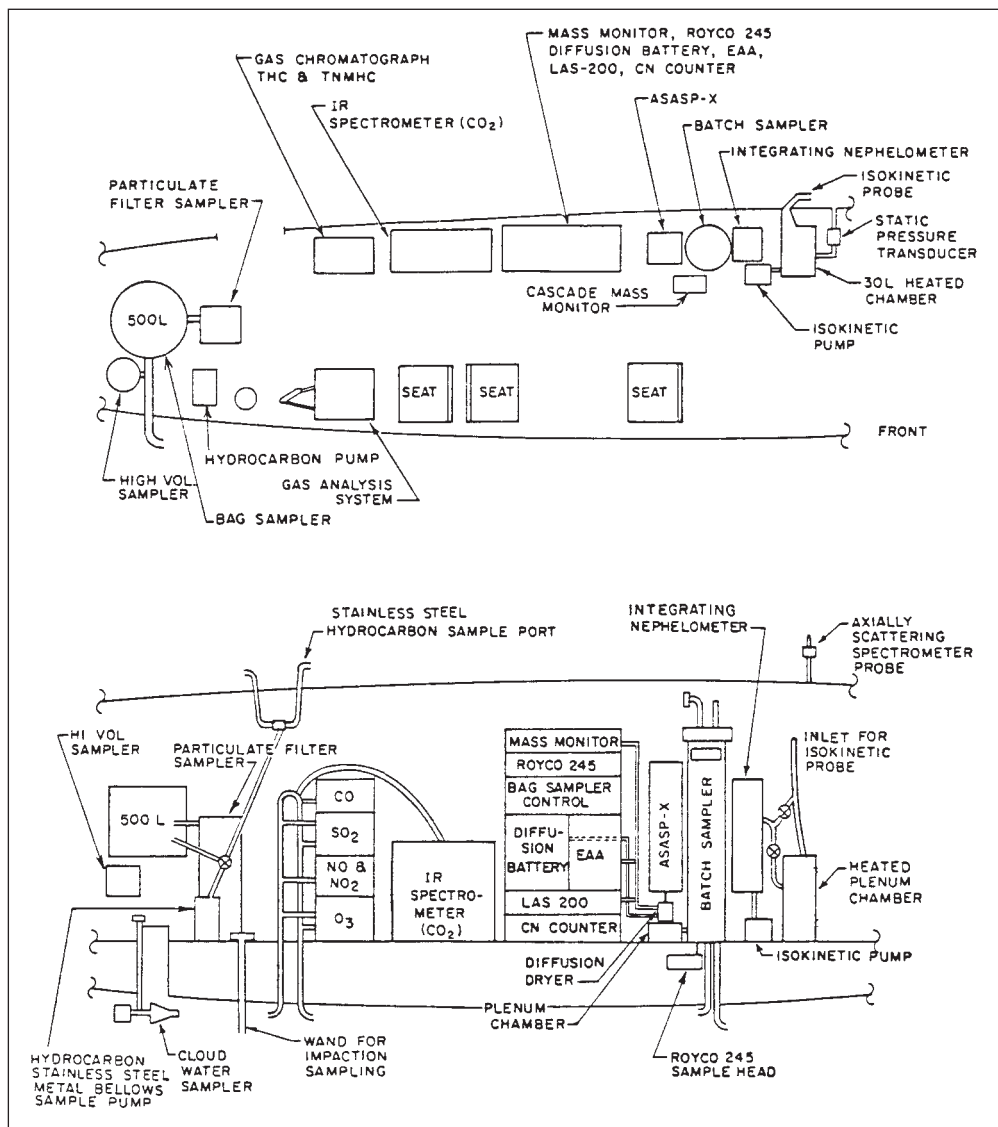 MASS MONITOR, ROYCO 245
DIFFUSION BATTERY, EAA,
LAS-200, CN COUNTER
GAS CHROMATOGRAPH
THC & TNMHC
IR
SPECTROMETER (CO₂)
ASASP-X
BATCH SAMPLER
INTEGRATING NEPHELOMETER
ISOKINETIC
PROBE
PARTICULATE
FILTER SAMPLER
STATIC
PRESSURE
TRANSDUCER
30L HEATED
CHAMBER
CASCADE MASS
MONITOR
ISOKINETIC
PUMP
500L
SEAT
SEAT
SEAT
FRONT
HYDROCARBON PUMP
HIGH VOL.
SAMPLER
GAS ANALYSIS
SYSTEM
BAG SAMPLER
STAINLESS STEEL
HYDROCARBON SAMPLE PORT
INTEGRATING
NEPHELOMETER
AXIALLY
SCATTERING
SPECTROMETER
PROBE
HI VOL
SAMPLER
PARTICULATE FILTER
SAMPLER
INLET FOR
ISOKINETIC
PROBE
MASS MONITOR
ROYCO 245
BAG SAMPLER
CONTROL
DIFFU-
SION
BATTERY
EAA
LAS 200
CN COUNTER
ASASP-X
BATCH SAMPLER
500 L
CO
SO₂
NO &
NO₂
O₃
IR
SPECTRO-
METER
(CO₂)
HEATED
PLENUM
CHAMBER
ISOKINETIC PUMP
DIFFUSION
DRYER
PLENUM
CHAMBER
HYDROCARBON
STAINLESS STEEL
METAL BELLOWS
SAMPLE PUMP
CLOUD
WATER
SAMPLER
WAND FOR
IMPACTION
SAMPLING
ROYCO 245
SAMPLE HEAD